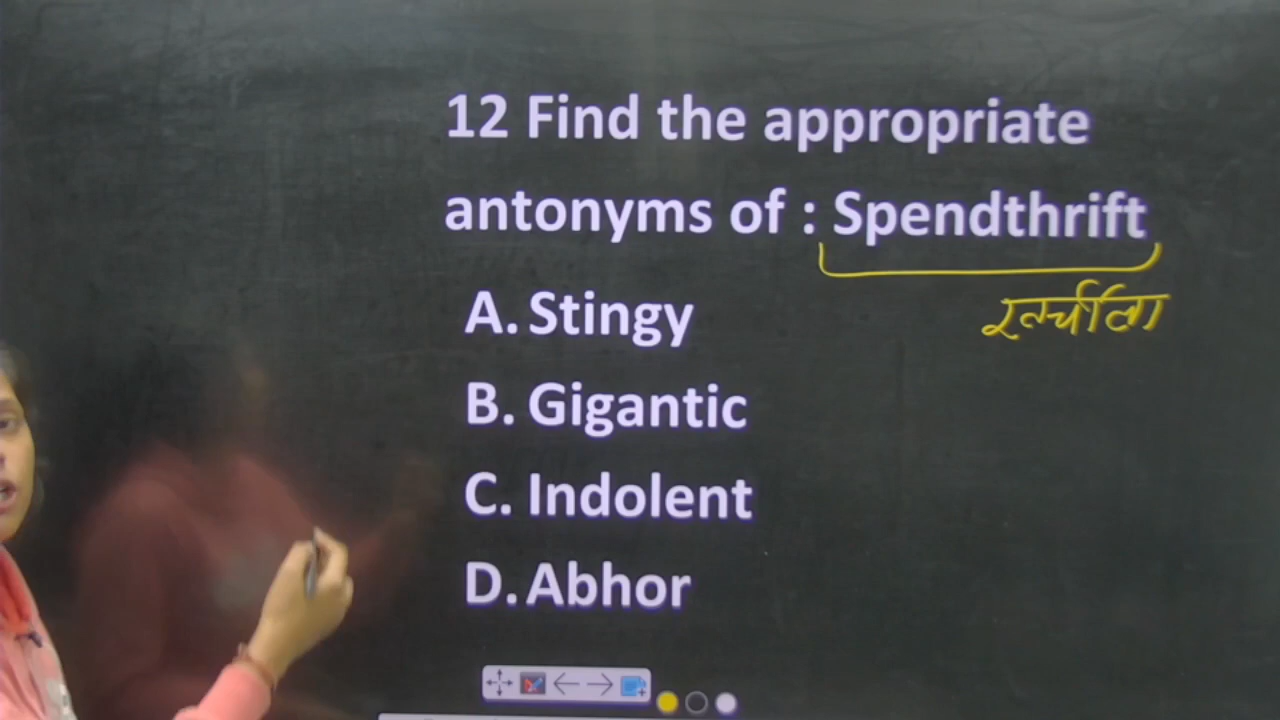 12 Find the appropriate
antonyms of : Spendthrift
खर्चीला
A. Stingy
B. Gigantic
C. Indolent
D. Abhor